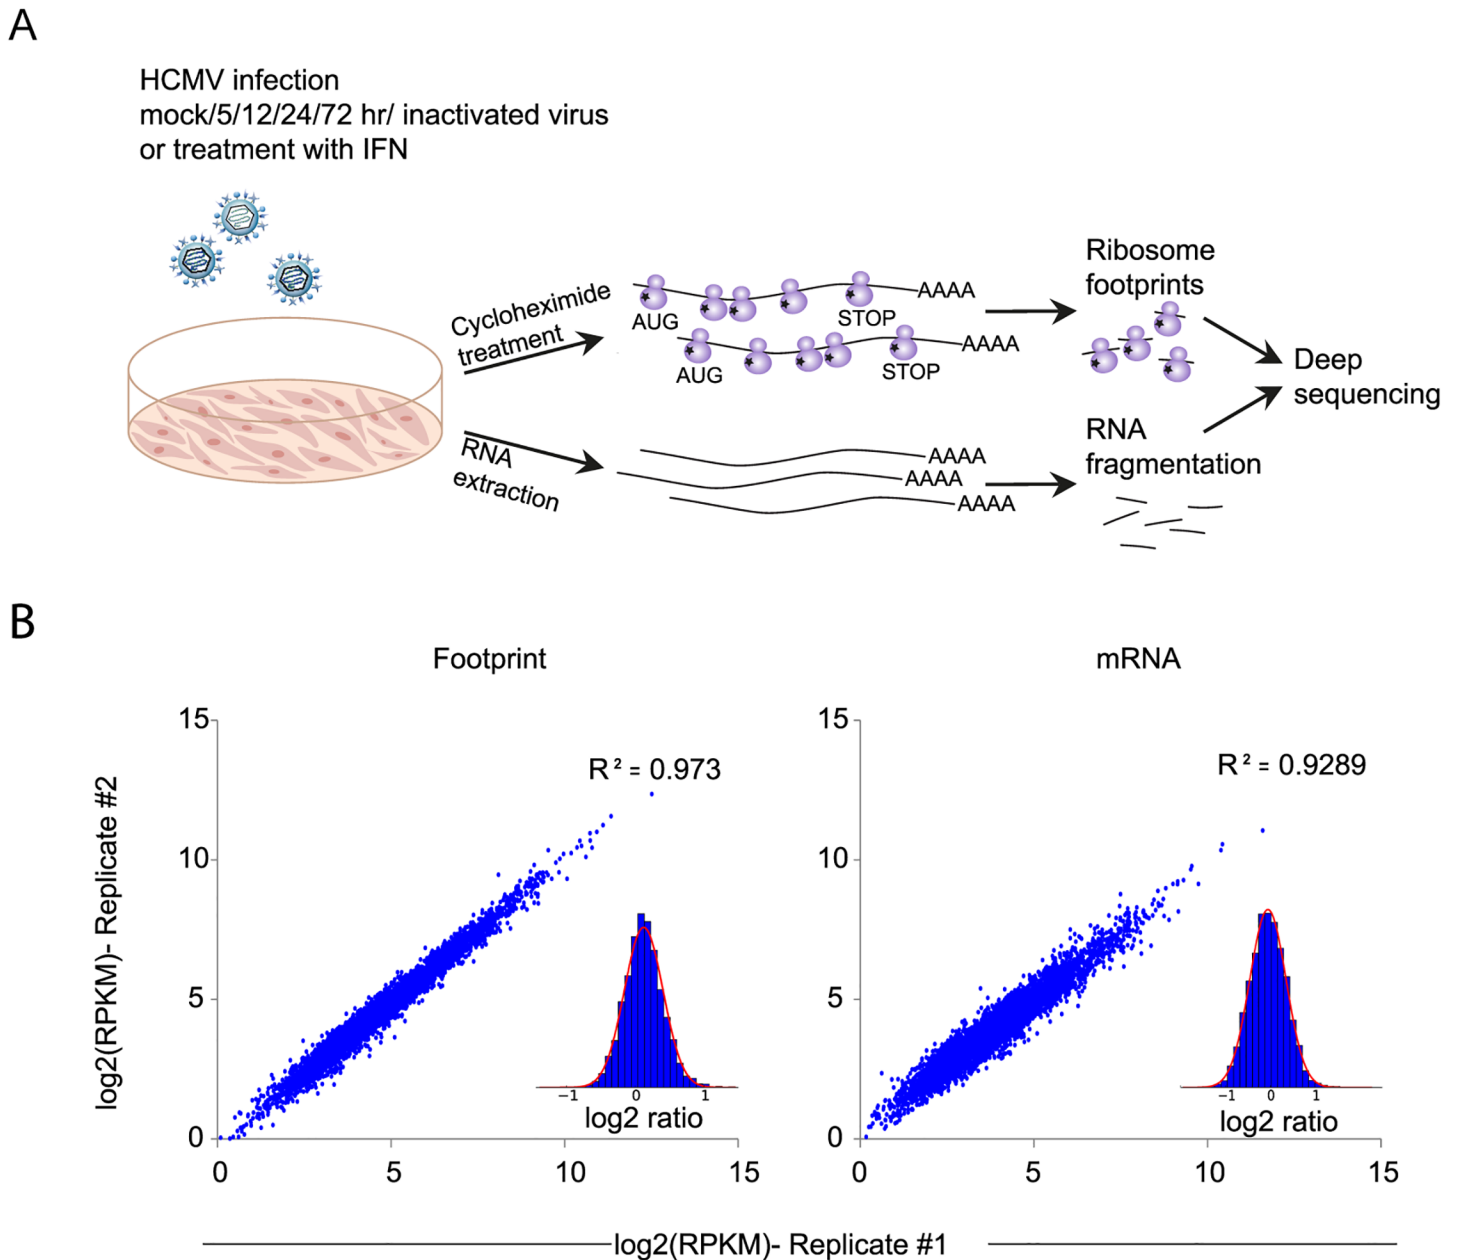 A
HCMV infection
mock/5/12/24/72 hr/ inactivated virus
or treatment with IFN
Cycloheximide
treatment
AUG
STOP
AAAA
AUG
STOP
AAAA
Ribosome
footprints
Deep
sequencing
RNA
extraction
AAAA
AAAA
AAAA
RNA
fragmentation
B
Footprint
log2(RPKM)- Replicate #2
15
10
5
0
0
5
10
15
R² = 0.973
−1
0
1
log2 ratio
mRNA
15
10
5
0
0
5
10
15
R² = 0.9289
−1
0
1
log2 ratio
log2(RPKM)- Replicate #1